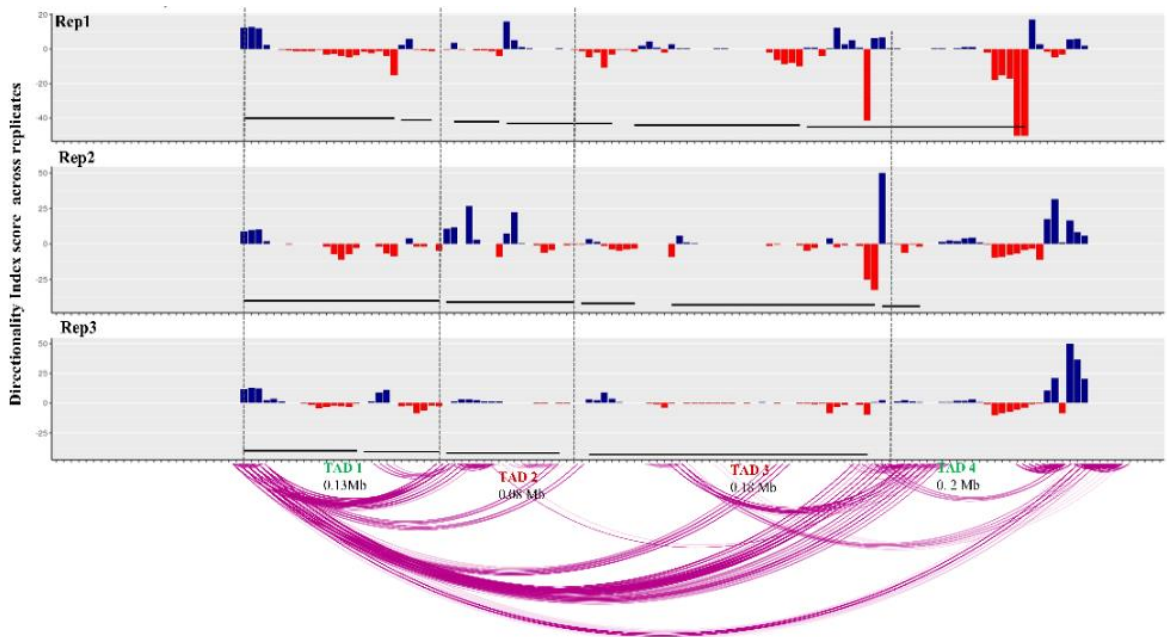 Directionality Index score across replicates
Rep1
20
0
-20
-40
Rep2
50
25
0
-25
Rep3
50
25
0
-25
TAD 1
0.13Mb
TAD 2
0.08 Mb
TAD 3
0.18 Mb
TAD 4
0. 2 Mb